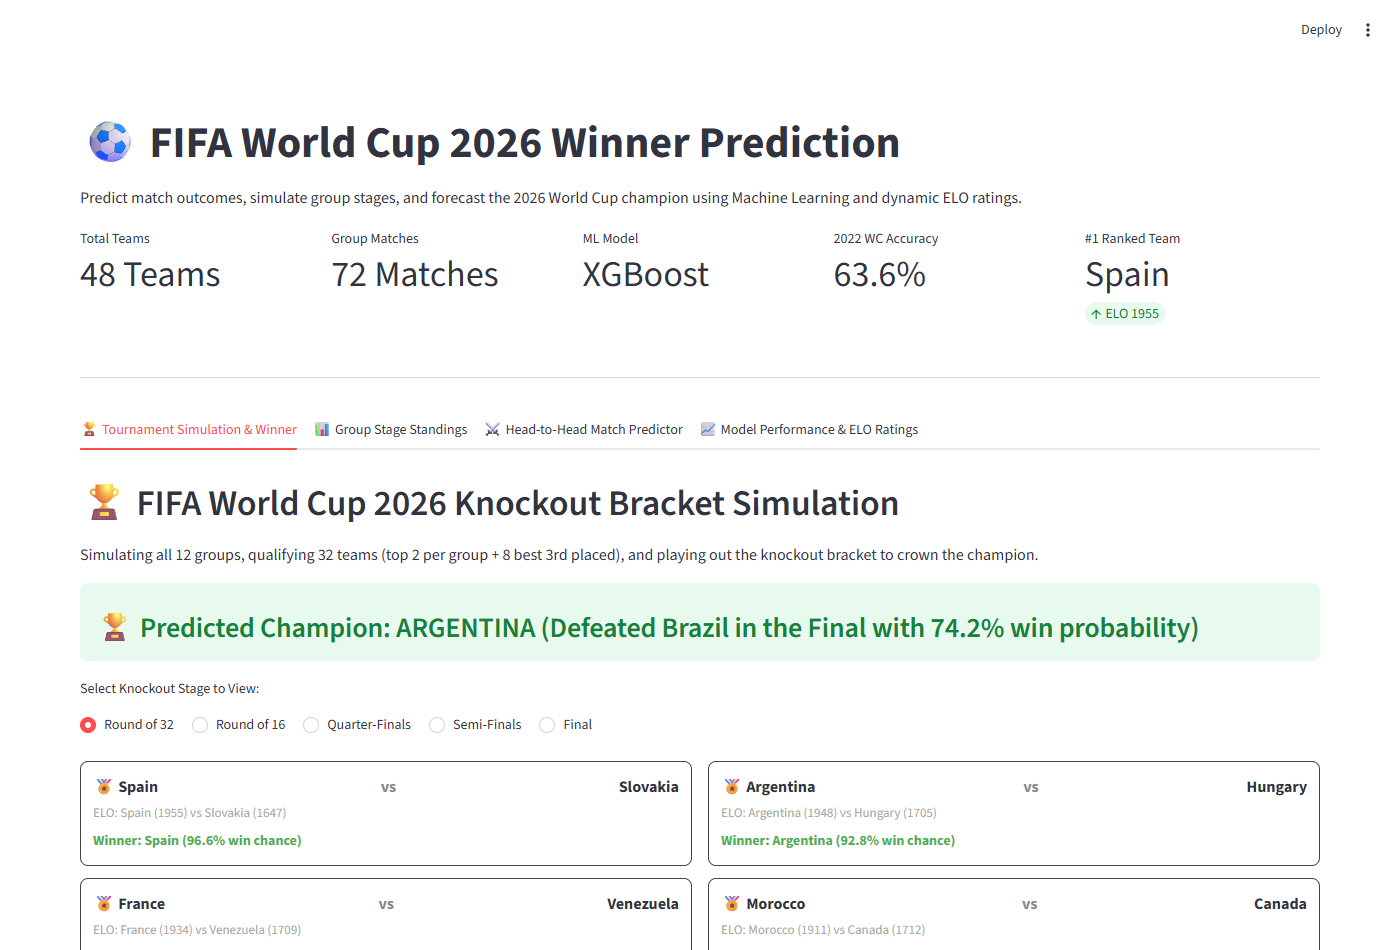 Deploy
FIFA World Cup 2026 Winner Prediction
Predict match outcomes, simulate group stages, and forecast the 2026 World Cup champion using Machine Learning and dynamic ELO ratings.
Total Teams
48 Teams
Group Matches
72 Matches
ML Model
XGBoost
2022 WC Accuracy
63.6%
#1 Ranked Team
Spain
↑ ELO 1955
Tournament Simulation & Winner
Group Stage Standings
Head-to-Head Match Predictor
Model Performance & ELO Ratings
FIFA World Cup 2026 Knockout Bracket Simulation
Simulating all 12 groups, qualifying 32 teams (top 2 per group + 8 best 3rd placed), and playing out the knockout bracket to crown the champion.
Predicted Champion: ARGENTINA (Defeated Brazil in the Final with 74.2% win probability)
Select Knockout Stage to View:
Round of 32
Round of 16
Quarter-Finals
Semi-Finals
Final
Spain vs Slovakia
ELO: Spain (1955) vs Slovakia (1647)
Winner: Spain (96.6% win chance)
Argentina vs Hungary
ELO: Argentina (1948) vs Hungary (1705)
Winner: Argentina (92.8% win chance)
France vs Venezuela
ELO: France (1934) vs Venezuela (1709)
Morocco vs Canada
ELO: Morocco (1911) vs Canada (1712)